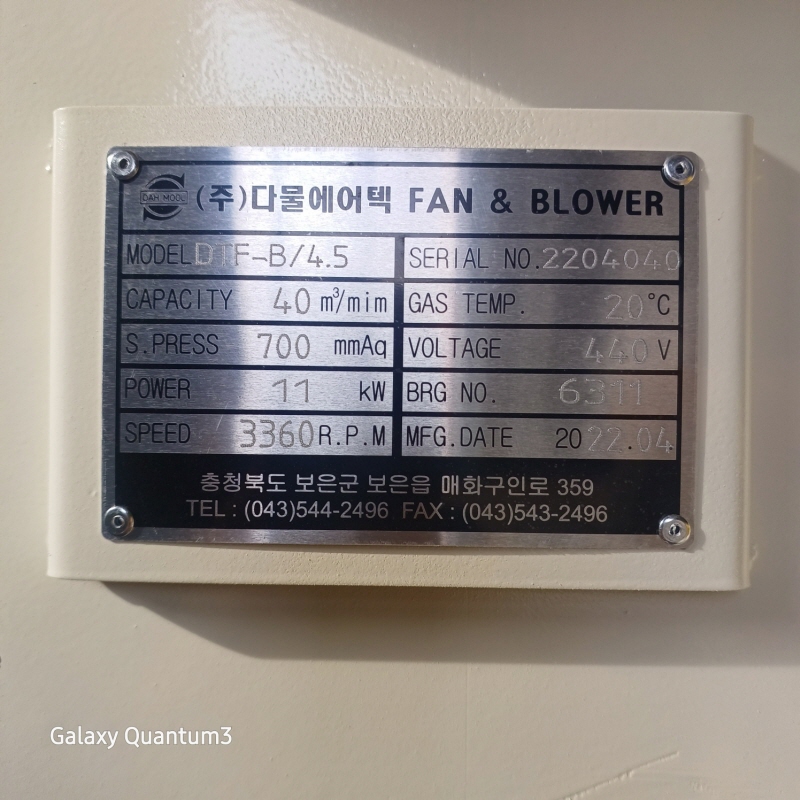 DAH MOOL (주)다물에어텍 FAN & BLOWER
MODEL DTF-B/4.5 SERIAL NO. 2204040
CAPACITY 40 m³/mim GAS TEMP. 20°C
S.PRESS 700 mmAq VOLTAGE 440 V
POWER 11 kW BRG NO. 6311
SPEED 3360 R.P.M MFG.DATE 2022.04
충청북도 보은군 보은읍 매화구인로 359
TEL : (043)544-2496 FAX : (043)543-2496
Galaxy Quantum3